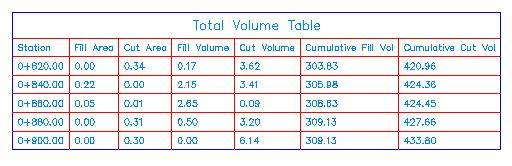 Total Volume Table
Station Fill Area Cut Area Fill Volume Cut Volume Cumulative Fill Vol Cumulative Cut Vol
0+820.00 0.00 0.34 0.17 3.62 303.83 420.96
0+840.00 0.22 0.00 2.15 3.41 305.98 424.36
0+860.00 0.05 0.01 2.65 0.09 308.63 424.45
0+880.00 0.00 0.31 0.50 3.20 309.13 427.66
0+900.00 0.00 0.30 0.00 6.14 309.13 433.80